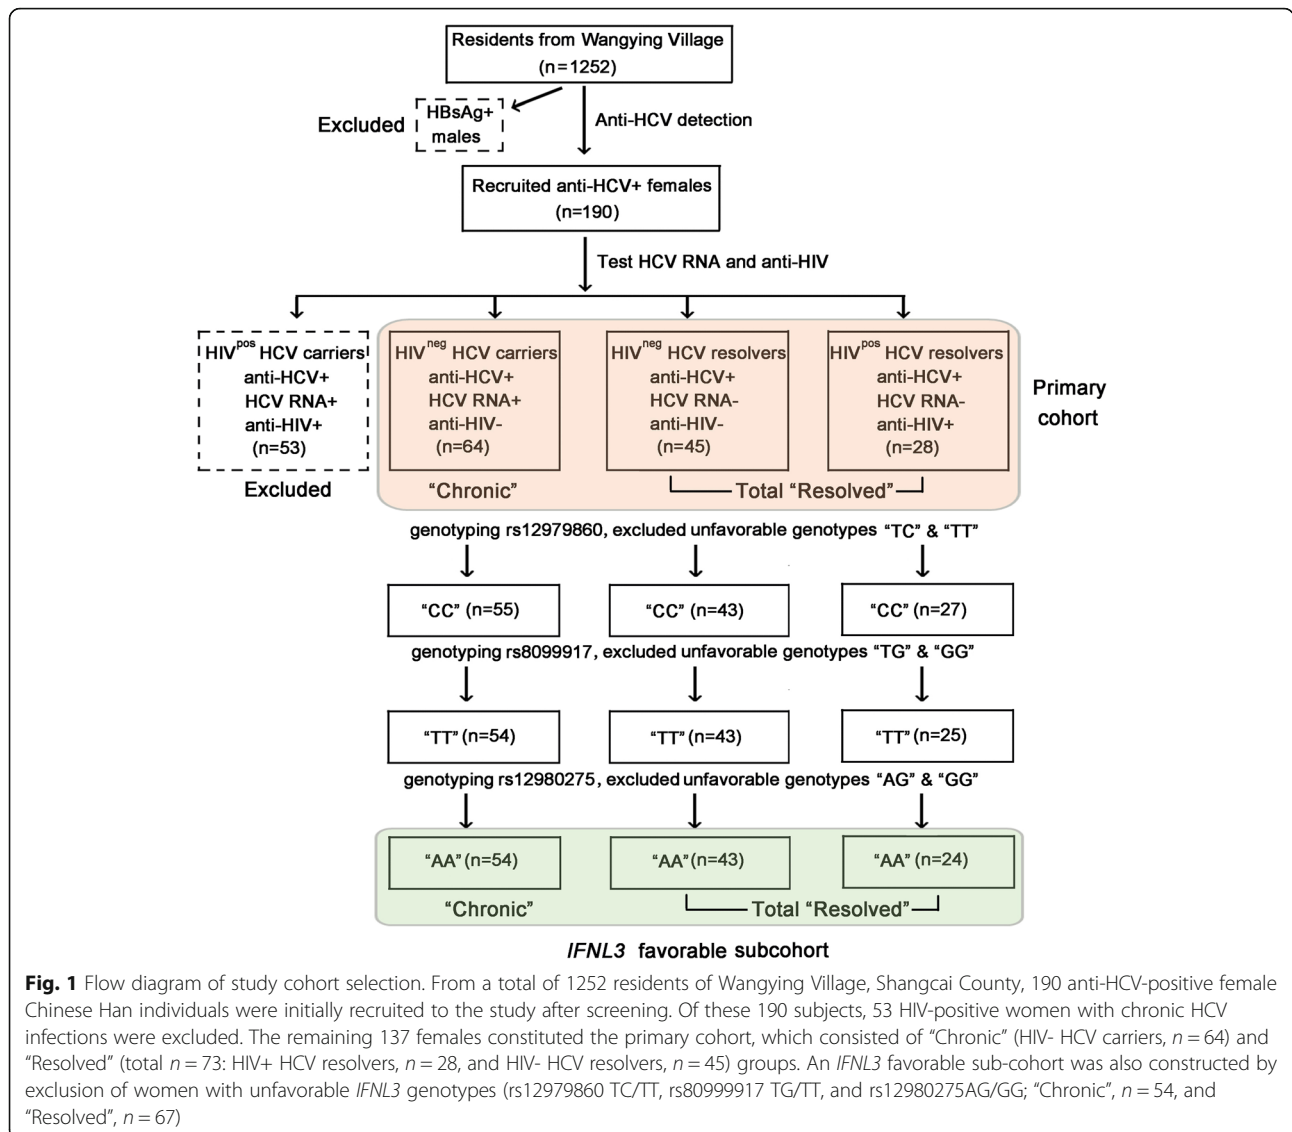 Residents from Wangying Village
(n=1252)
Excluded
HBsAg+
males
Anti-HCV detection
Recruited anti-HCV+ females
(n=190)
Test HCV RNA and anti-HIV
HIVpos HCV carriers
anti-HCV+
HCV RNA+
anti-HIV+
(n=53)
Excluded
HIVneg HCV carriers
anti-HCV+
HCV RNA+
anti-HIV-
(n=64)
“Chronic”
HIVneg HCV resolvers
anti-HCV+
HCV RNA-
anti-HIV-
(n=45)
HIVpos HCV resolvers
anti-HCV+
HCV RNA-
anti-HIV+
(n=28)
Total “Resolved”
Primary
cohort
genotyping rs12979860, excluded unfavorable genotypes “TC” & “TT”
“CC” (n=55)
“CC” (n=43)
“CC” (n=27)
genotyping rs8099917, excluded unfavorable genotypes “TG” & “GG”
“TT” (n=54)
“TT” (n=43)
“TT” (n=25)
genotyping rs12980275, excluded unfavorable genotypes “AG” & “GG”
“AA” (n=54)
“AA” (n=43)
“AA” (n=24)
“Chronic”
Total “Resolved”
IFNL3 favorable subcohort
Fig. 1 Flow diagram of study cohort selection. From a total of 1252 residents of Wangying Village, Shangcai County, 190 anti-HCV-positive female
Chinese Han individuals were initially recruited to the study after screening. Of these 190 subjects, 53 HIV-positive women with chronic HCV
infections were excluded. The remaining 137 females constituted the primary cohort, which consisted of “Chronic” (HIV- HCV carriers, n = 64) and
“Resolved” (total n = 73: HIV+ HCV resolvers, n = 28, and HIV- HCV resolvers, n = 45) groups. An IFNL3 favorable sub-cohort was also constructed by
exclusion of women with unfavorable IFNL3 genotypes (rs12979860 TC/TT, rs80999917 TG/TT, and rs12980275AG/GG; “Chronic”, n = 54, and
“Resolved”, n = 67)